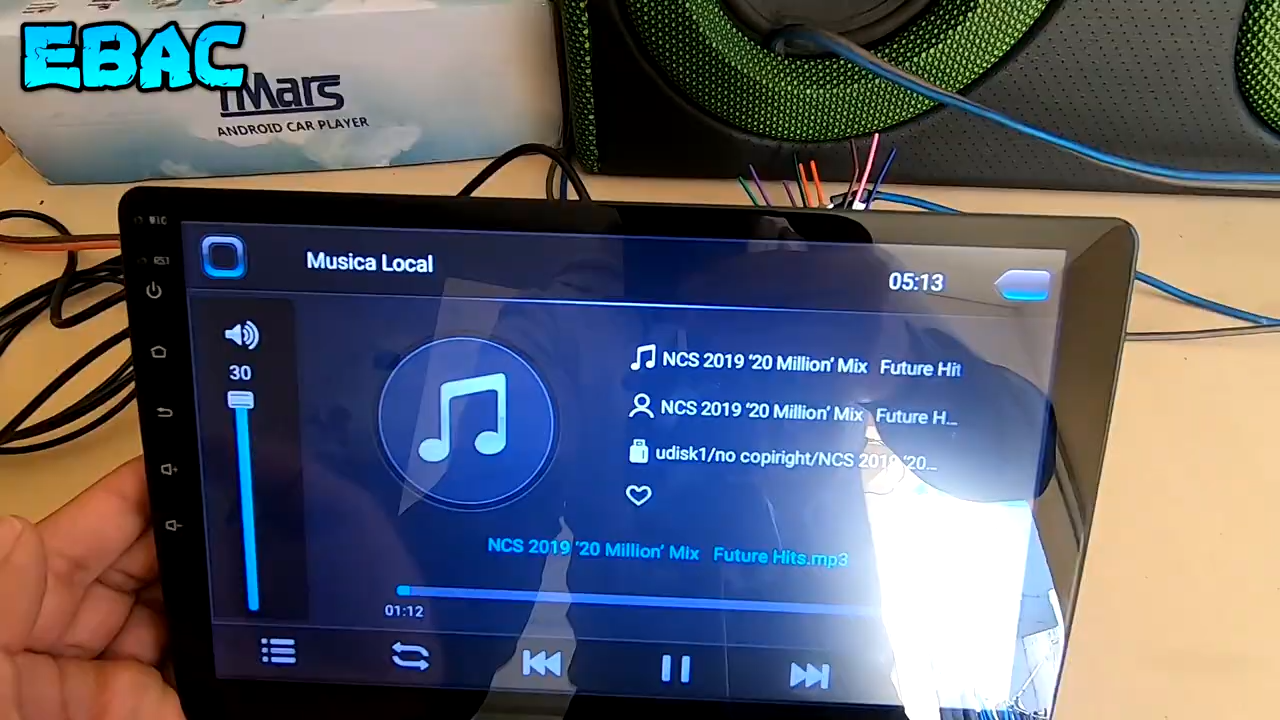 EBAC
iMars
ANDROID CAR PLAYER
MIC
RST
Musica Local
05:13
30
NCS 2019 ‘20 Million’ Mix Future Hit
NCS 2019 ‘20 Million’ Mix Future H...
udisk1/no copiright/NCS 2019 ‘20...
NCS 2019 ‘20 Million’ Mix Future Hits.mp3
01:12